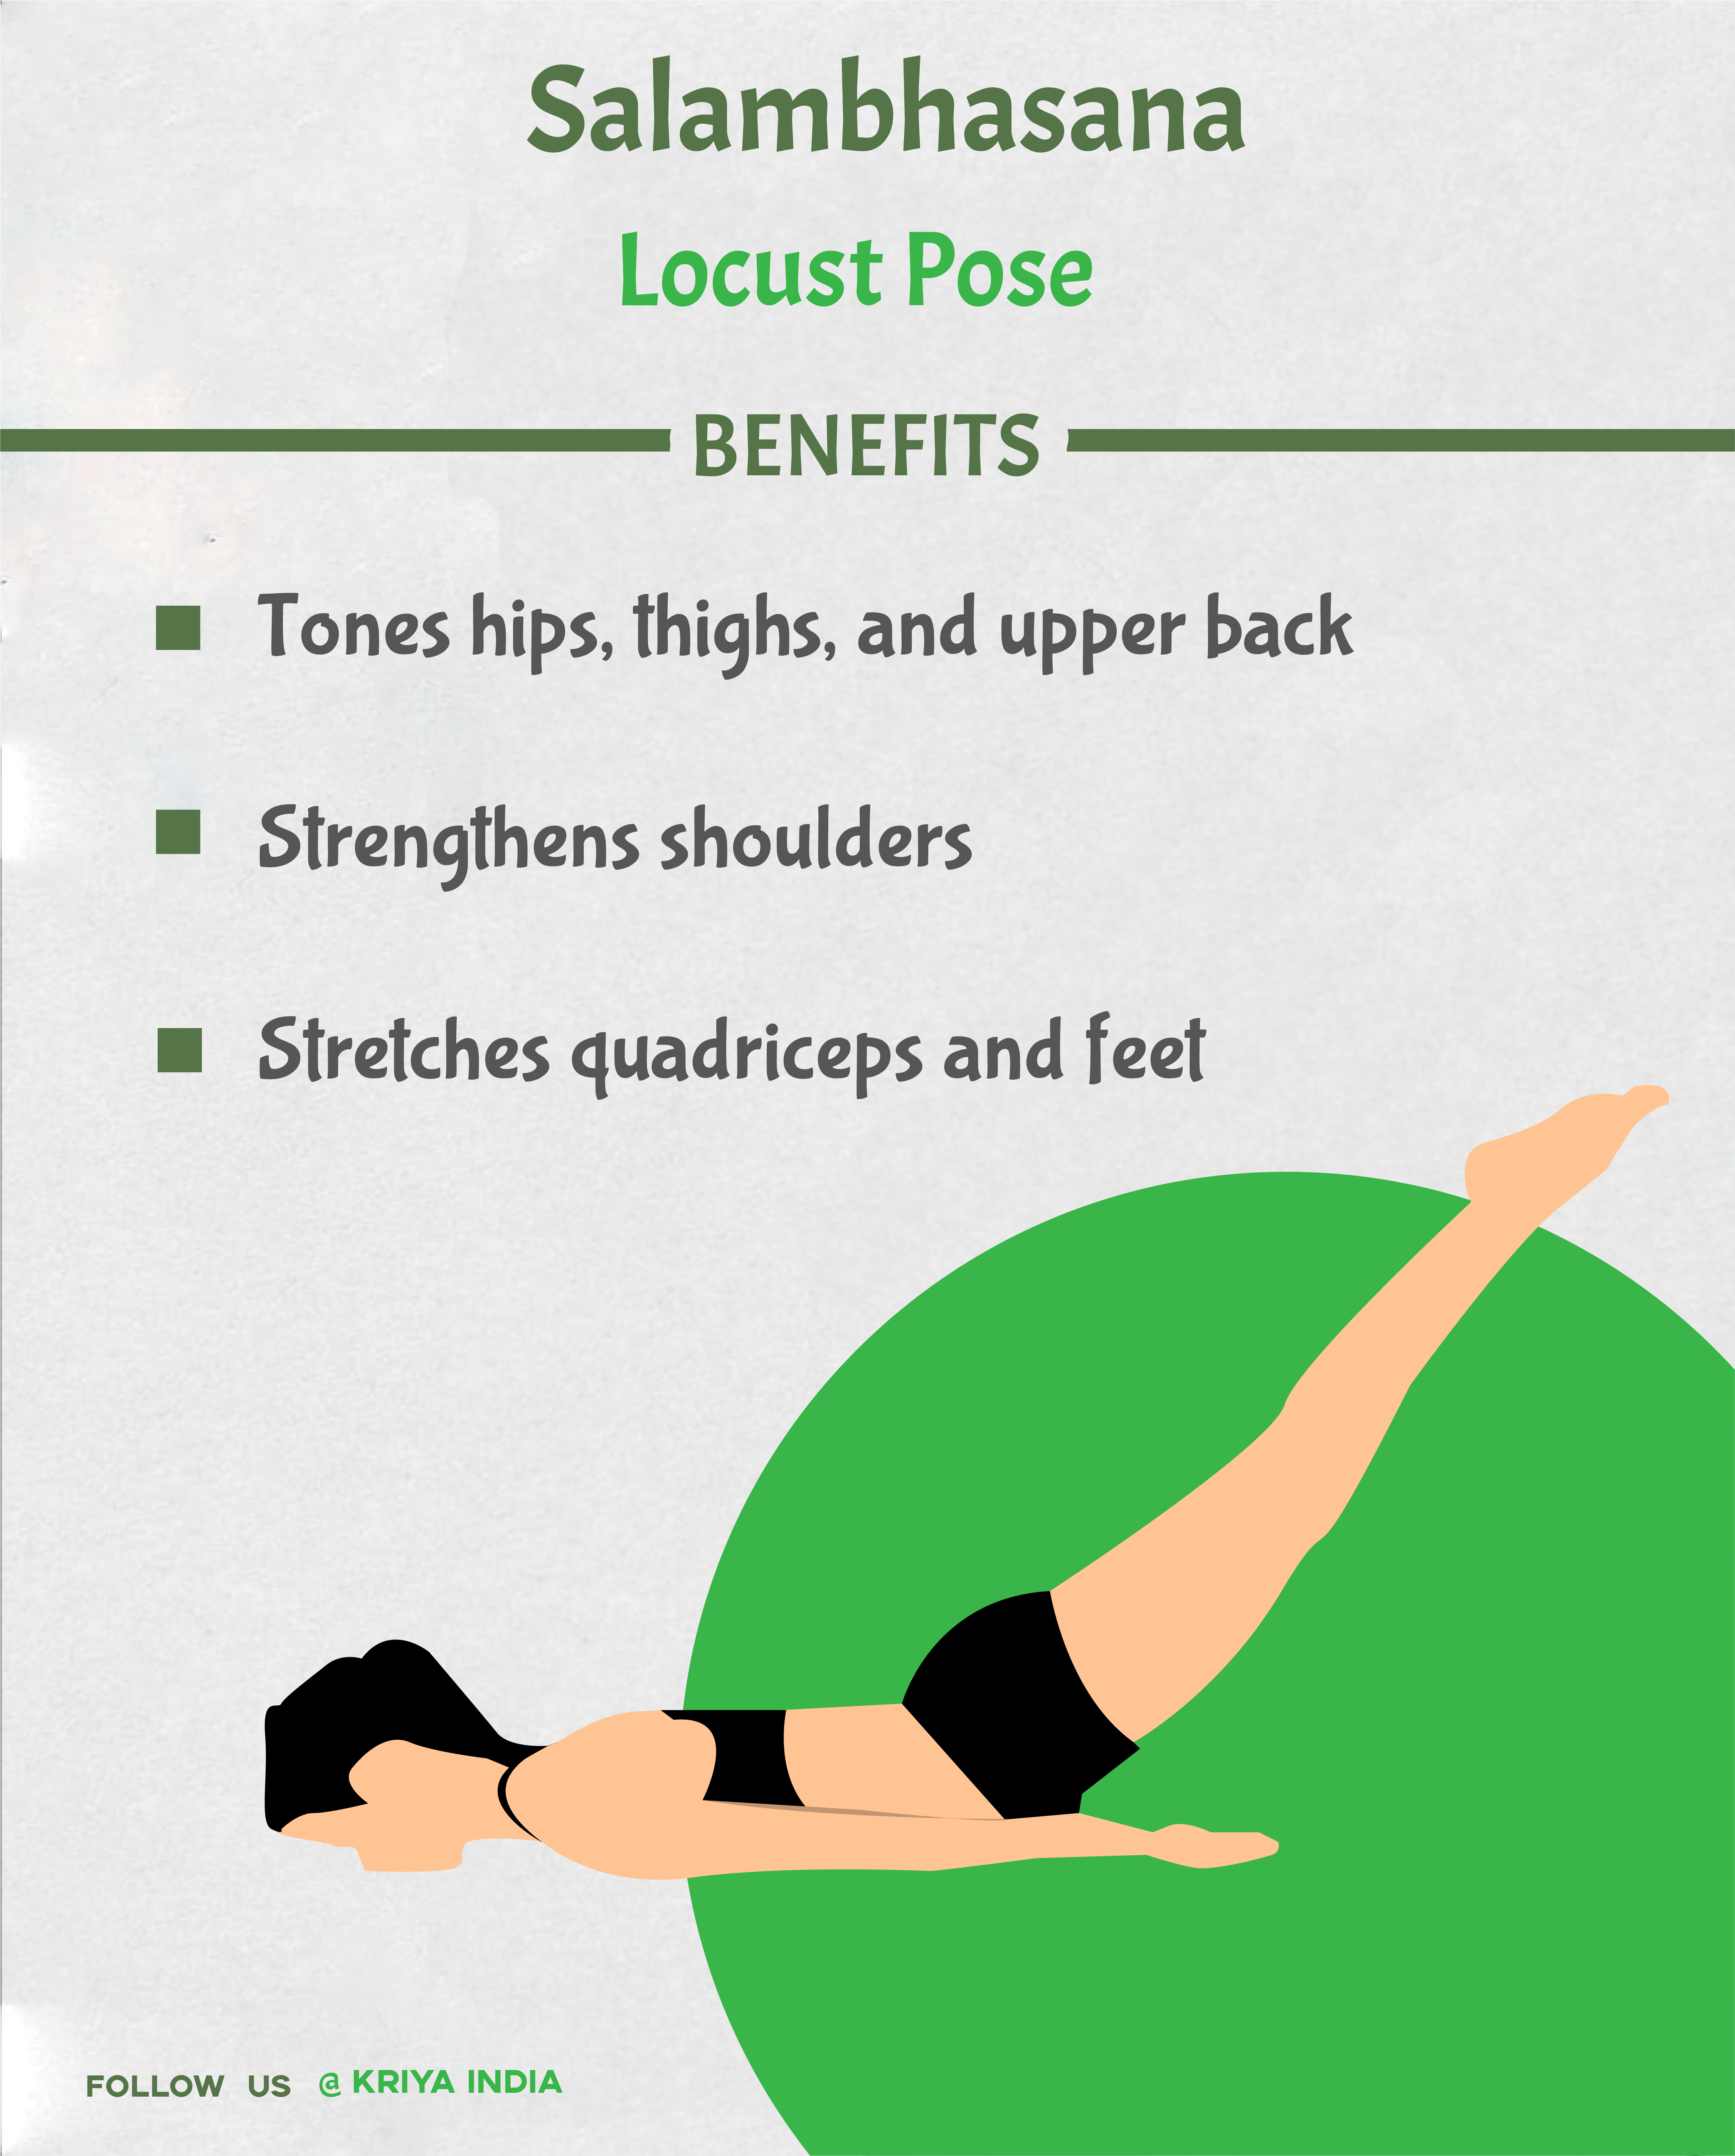 Salambhasana
Locust Pose
BENEFITS
Tones hips, thighs, and upper back
Strengthens shoulders
Stretches quadriceps and feet
FOLLOW US @ KRIYA INDIA